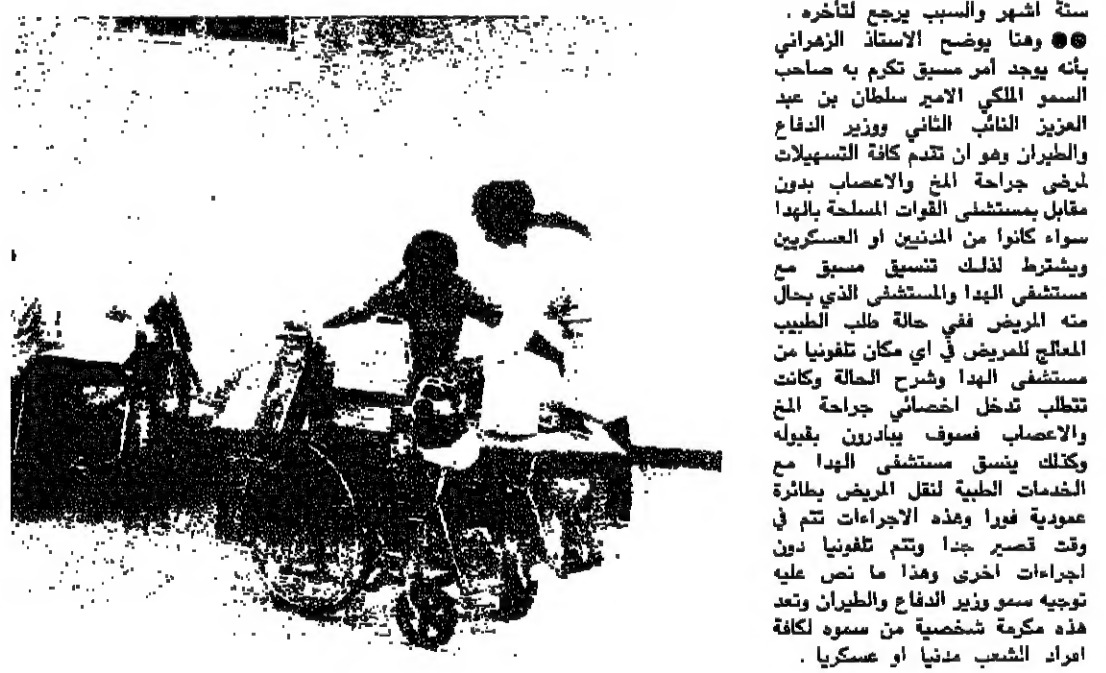 ستة اشهر والسبب يرجع لتأخره .
●● وهنا يوضح الاستاذ الزهراني
بأنه يوجد أمر مسبق تكرم به صاحب
السمو الملكي الامير سلطان بن عبد
العزيز النائب الثاني ووزير الدفاع
والطيران وهو ان تقدم كافة التسهيلات
لمرضى جراحة المخ والاعصاب بدون
مقابل بمستشفى القوات المسلحة بالهدا
سواء كانوا من المدنيين او العسكريين
ويشترط لذلك تنسيق مسبق مع
مستشفى الهدا والمستشفى الذي يحال
منه المريض ففي حالة طلب الطبيب
المعالج للمريض في اي مكان تلفونيا من
مستشفى الهدا وشرح الحالة وكانت
تتطلب تدخل اخصائي جراحة المخ
والاعصاب فسوف يبادرون بقبوله
وكذلك ينسق مستشفى الهدا مع
الخدمات الطبية لنقل المريض بطائرة
عمودية فورا وهذه الاجراءات تتم في
وقت قصير جدا وتتم تلفونيا دون
اجراءات اخرى وهذا ما نص عليه
توجيه سمو وزير الدفاع والطيران وتعد
هذه مكرمة شخصية من سموه لكافة
افراد الشعب مدنيا او عسكريا .